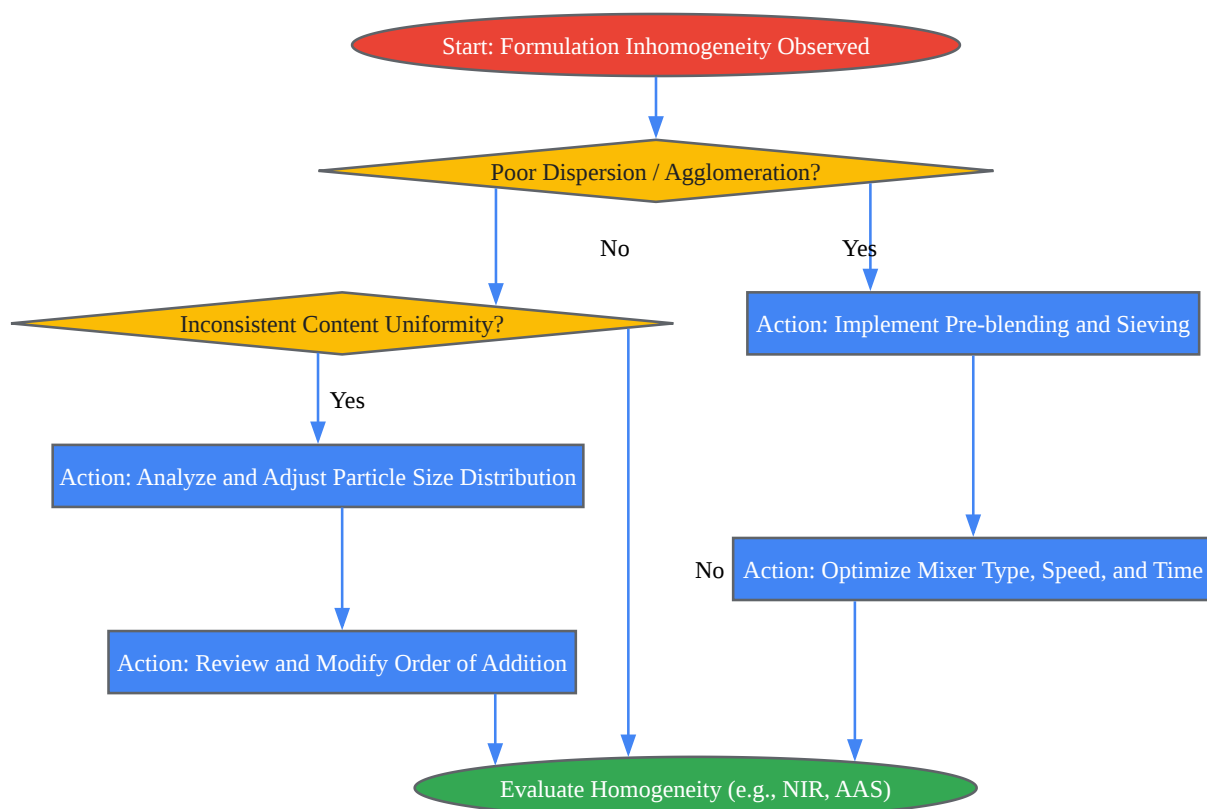 Start: Formulation Inhomogeneity Observed
Poor Dispersion / Agglomeration?
No
Yes
Inconsistent Content Uniformity?
Action: Implement Pre-blending and Sieving
Yes
Action: Analyze and Adjust Particle Size Distribution
No
Action: Optimize Mixer Type, Speed, and Time
Action: Review and Modify Order of Addition
Evaluate Homogeneity (e.g., NIR, AAS)